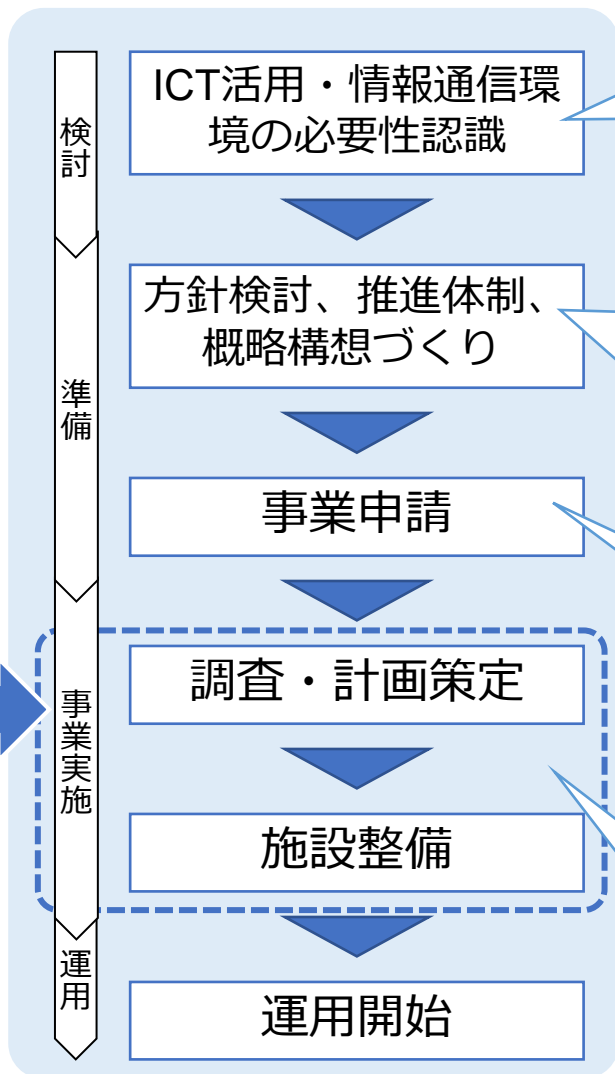 検討
ICT活用・情報通信環
境の必要性認識
準備
方針検討、推進体制、
概略構想づくり
事業申請
事業実施
調査・計画策定
施設整備
運用
運用開始